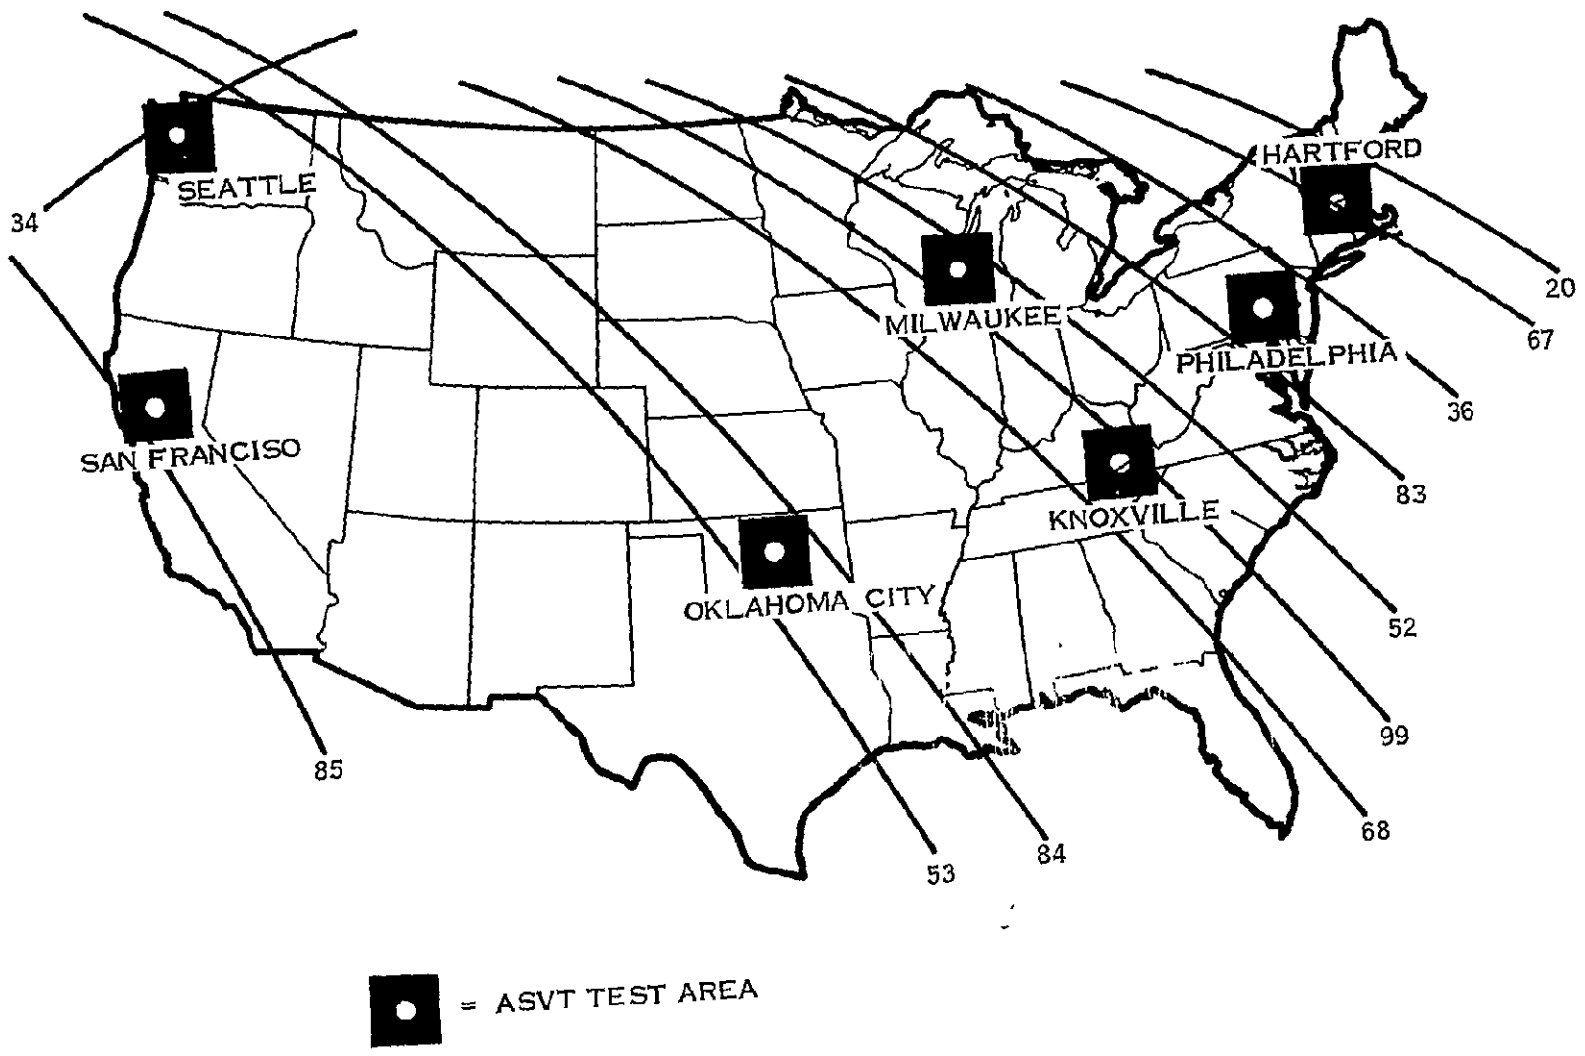 HARTFORD
SEATTLE
34
20
MILWAUKEE
67
PHILADELPHIA
36
SAN FRANCISO
83
KNOXVILLE
OKLAHOMA CITY
52
99
85
68
84
53
= ASVT TEST AREA